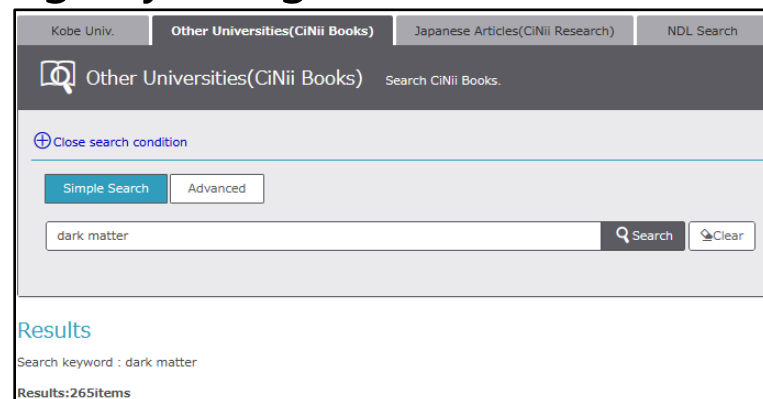 Kobe Univ. Other Universities(CiNii Books) Japanese Articles(CiNii Research) NDL Search
Other Universities(CiNii Books) Search CiNii Books.
Close search condition
Simple Search Advanced
dark matter Search Clear
Results
Search keyword : dark matter
Results:265items